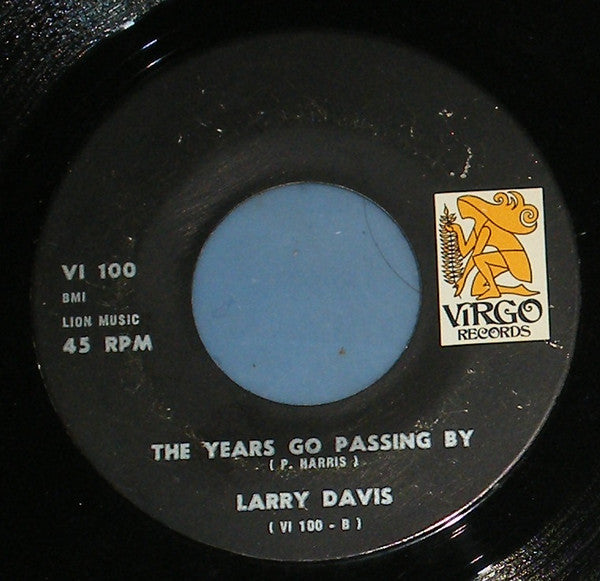 VI 100
BMI
LION MUSIC
45 RPM
ViRGO
RECORDS
THE YEARS GO PASSING BY
( P. HARRIS )
LARRY DAVIS
( VI 100 - B )